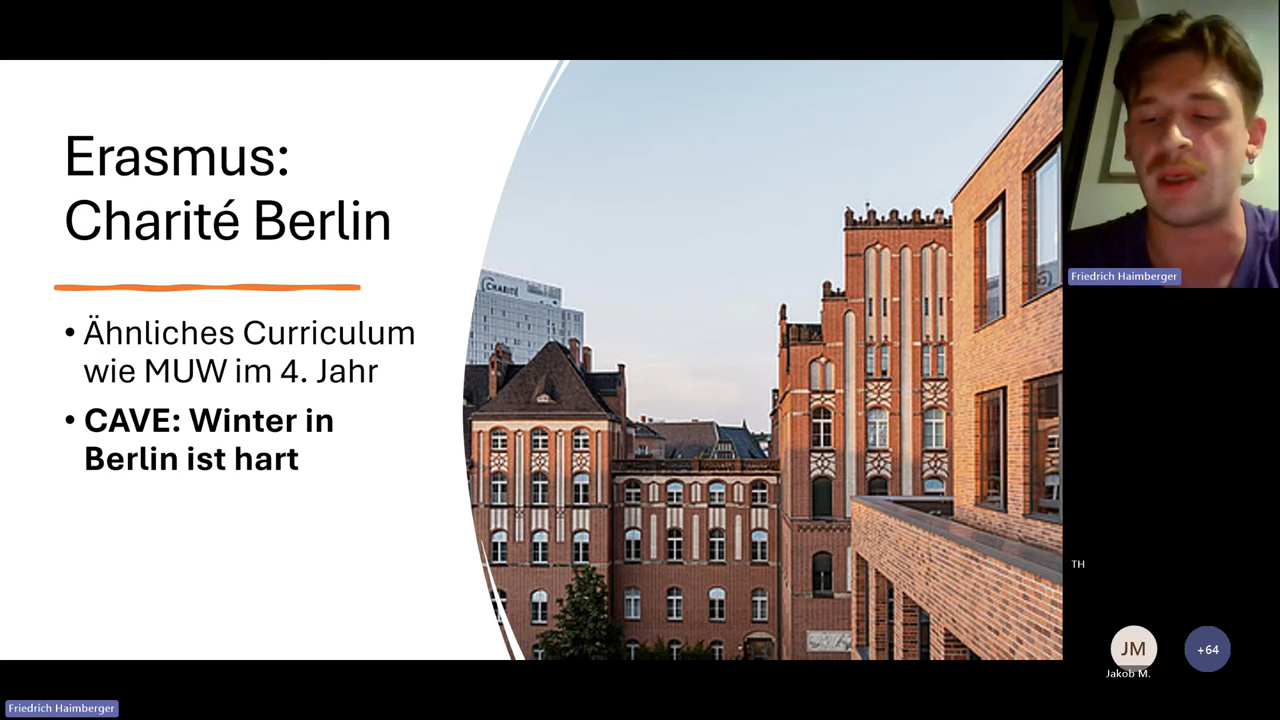 Erasmus:
Charité Berlin
• Ähnliches Curriculum
wie MUW im 4. Jahr
• CAVE: Winter in
Berlin ist hart
CHARITÉ
Friedrich Haimberger
TH
JM
Jakob M.
+64
Friedrich Haimberger